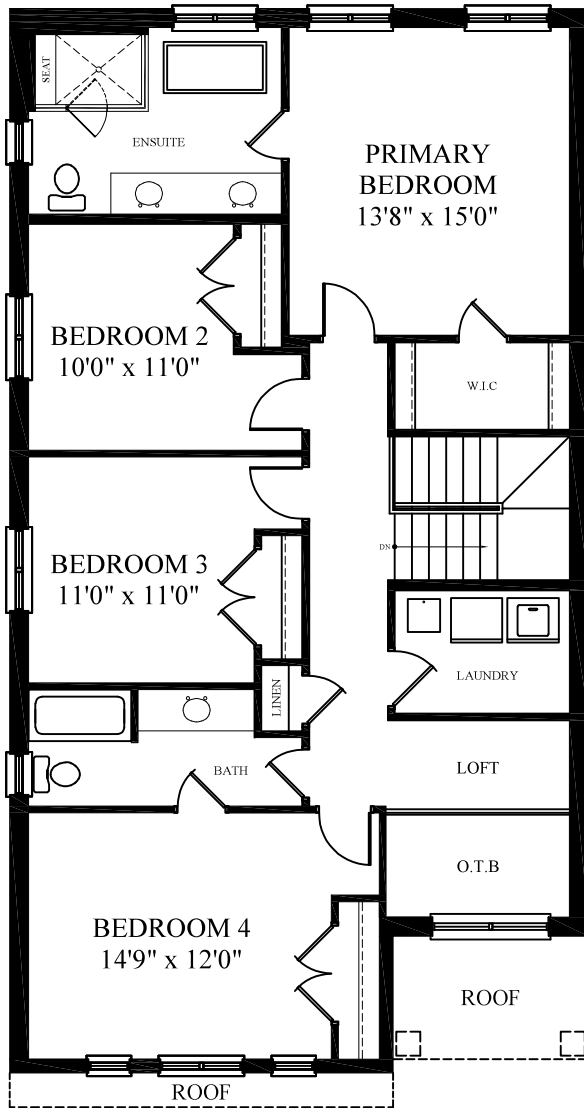 SEAT
ENSUITE
PRIMARY
BEDROOM
13'8" x 15'0"
BEDROOM 2
10'0" x 11'0"
W.I.C
DN
BEDROOM 3
11'0" x 11'0"
LAUNDRY
LINEN
BATH
LOFT
O.T.B
BEDROOM 4
14'9" x 12'0"
ROOF
ROOF